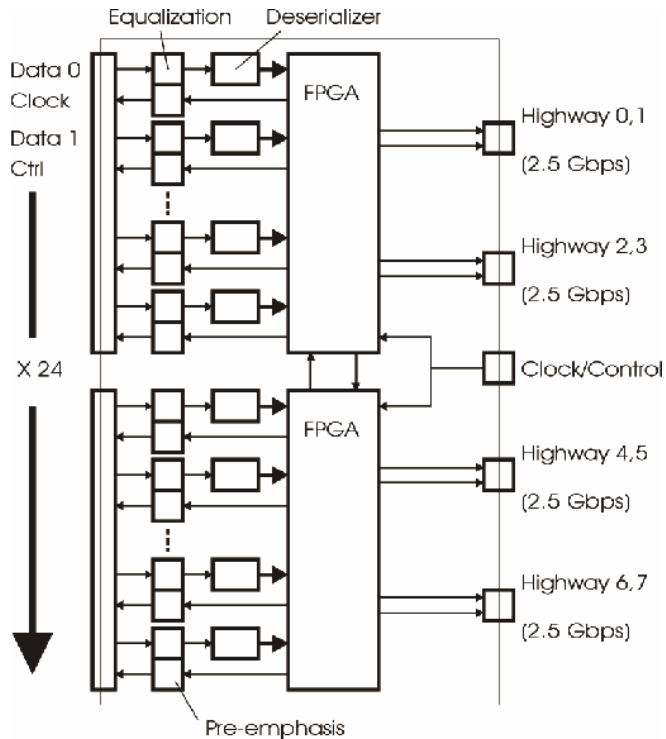 Equalization
Deserializer
Data 0
Clock
Data 1
Ctrl
X 24
FPGA
FPGA
Highway 0,1
(2.5 Gbps)
Highway 2,3
(2.5 Gbps)
Clock/Control
Highway 4,5
(2.5 Gbps)
Highway 6,7
(2.5 Gbps)
Pre-emphasis